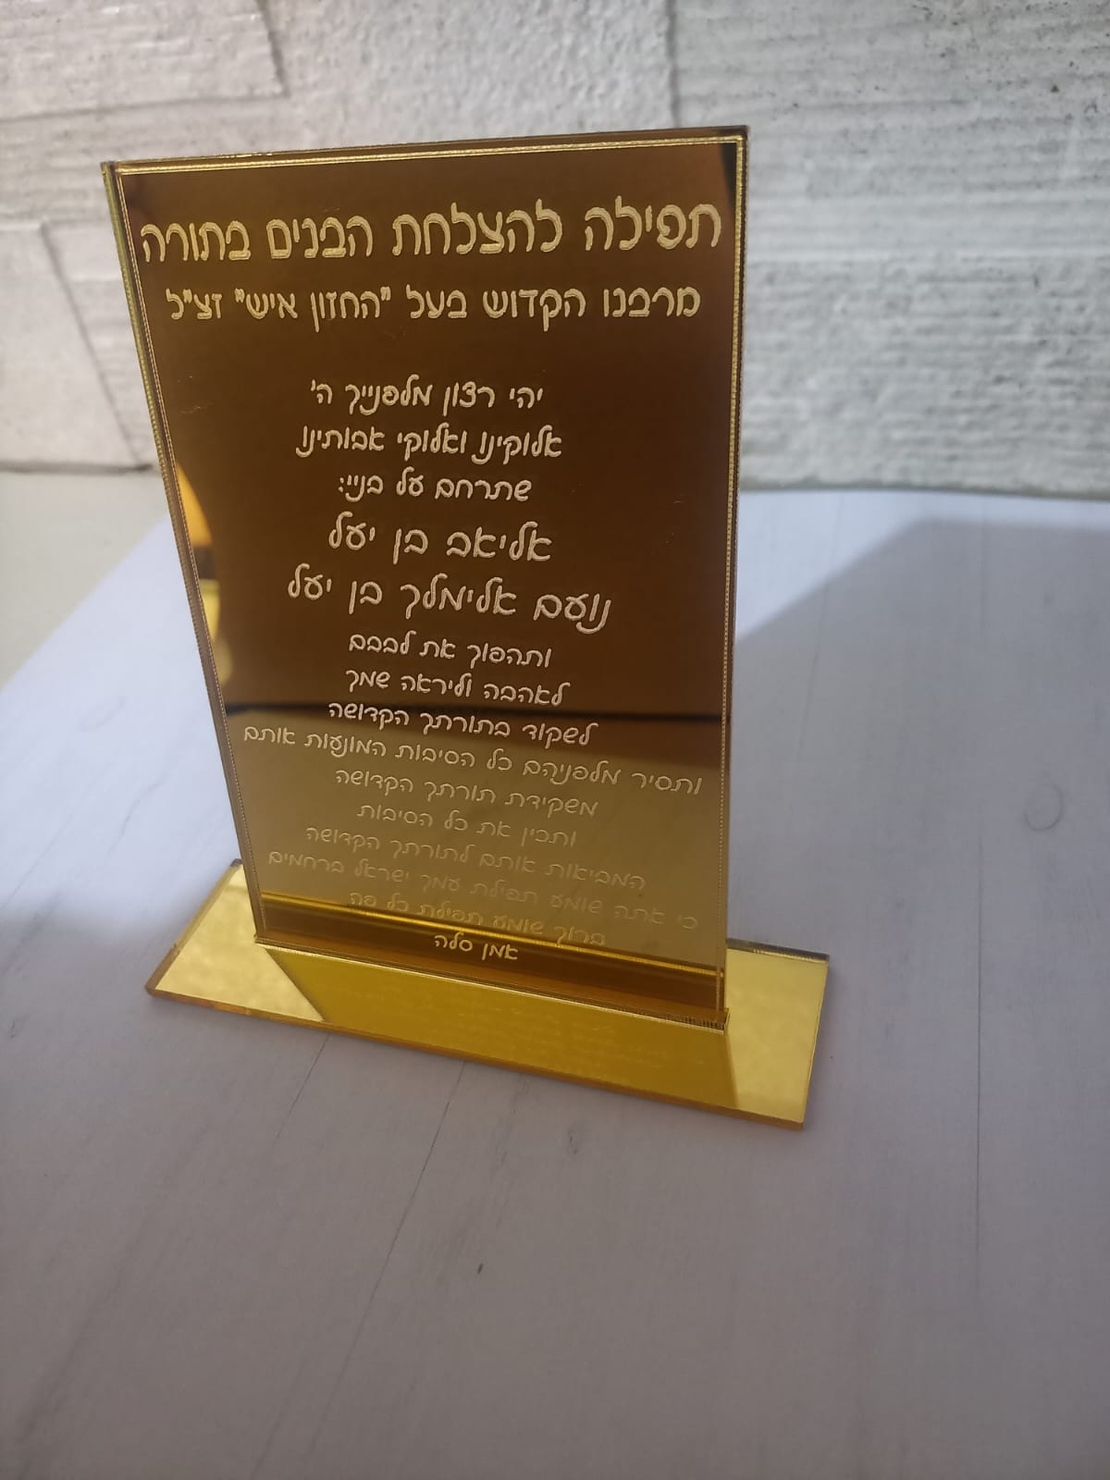 תפילה להצלחת הבנים בתורה
מרבנו הקדוש בעל "החזון איש" זצ"ל
יהי רצון מלפנייך ה'
אלוקינו ואלוקי אבותינו
שתרחם על בניי:
אליאב בן יעל
נועם אלימלך בן יעל
ותהפוך את לבבם
לאהבה וליראה שמך
לשקוד בתורתך הקדושה
ותסיר מלפניהם כל הסיבות המונעות אותם
משקידת תורתך הקדושה
ותכין את כל הסיבות
המביאות אותם לתורתך הקדושה
כי אתה שומע תפילת עמך ישראל ברחמים
ברוך שומע תפילת כל פה
אמן סלה